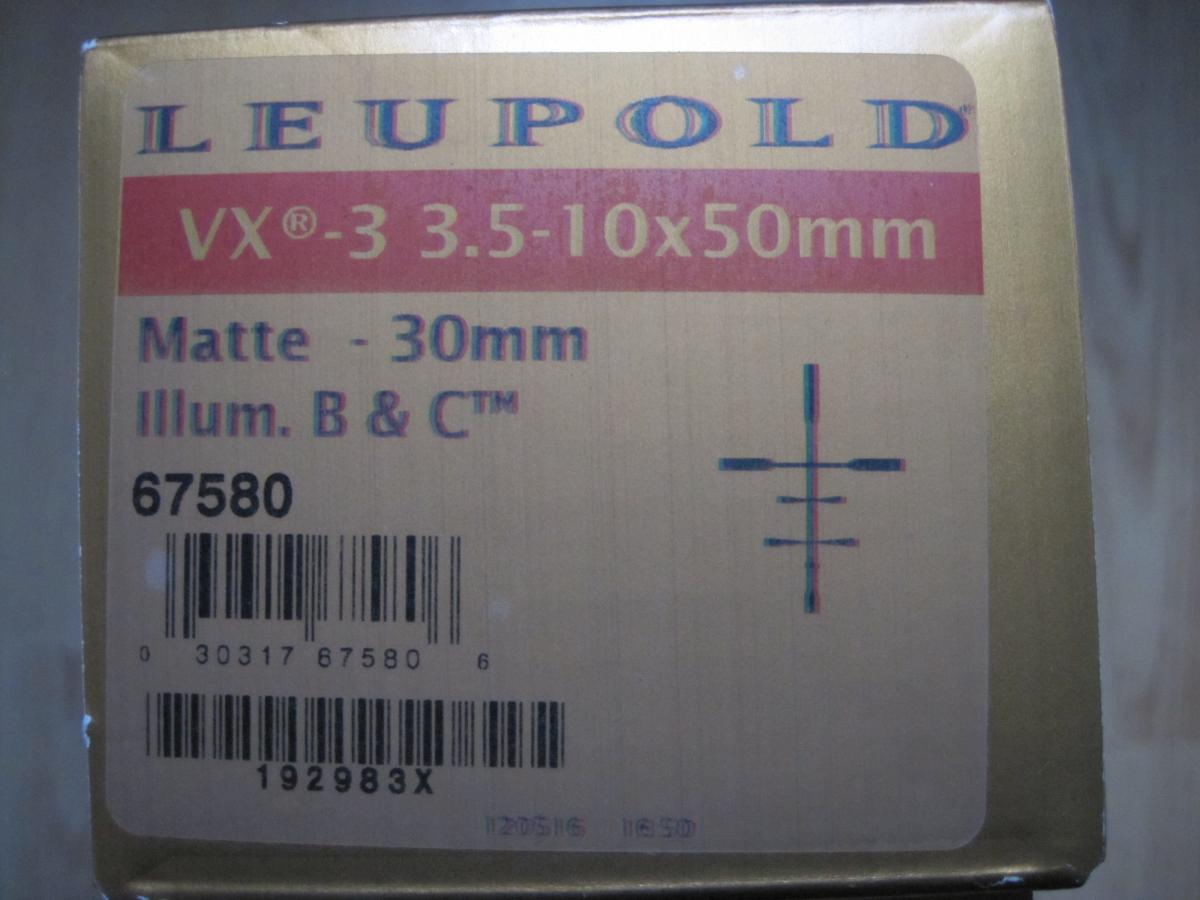 LEUPOLD®
VX®-3 3.5-10x50mm
Matte - 30mm
Illum. B & C™
67580
0 30317 67580 6
192983X
120516 1650